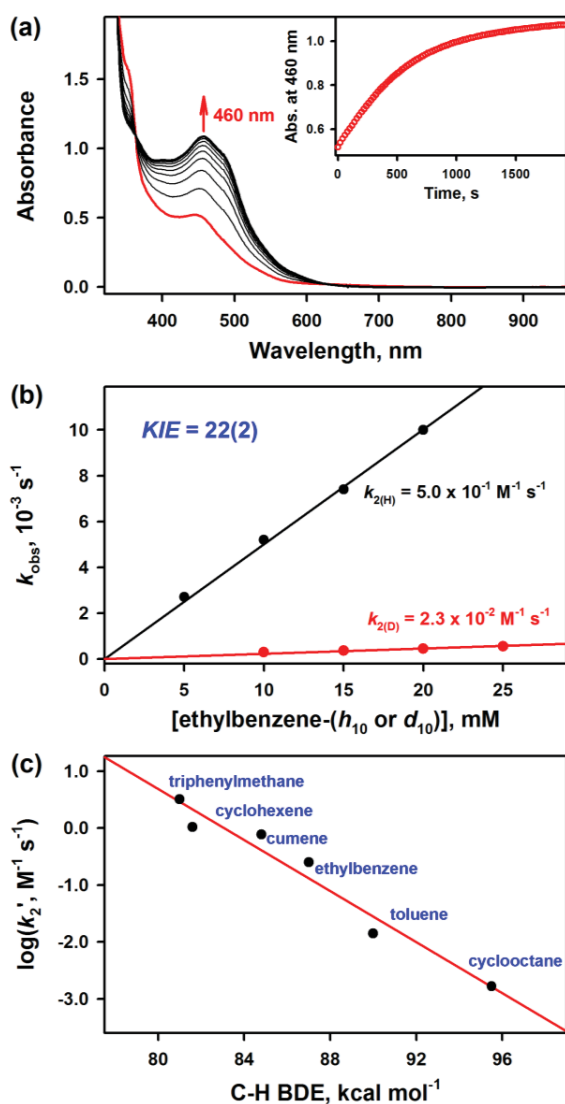 (a)
Absorbance
1.5
1.0
0.5
0.0
460 nm
Abs. at 460 nm
1.0
0.8
0.6
0 500 1000 1500
Time, s
400 500 600 700 800 900
Wavelength, nm
(b)
KIE = 22(2)
k₂(H) = 5.0 x 10⁻¹ M⁻¹ s⁻¹
k₂(D) = 2.3 x 10⁻² M⁻¹ s⁻¹
kobs, 10⁻³ s⁻¹
10
8
6
4
2
0
0 5 10 15 20 25
[ethylbenzene-(h₁₀ or d₁₀)], mM
(c)
log(k₂', M⁻¹ s⁻¹)
1.0
0.0
-1.0
-2.0
-3.0
triphenylmethane
cyclohexene
cumene
ethylbenzene
toluene
cyclooctane
80 84 88 92 96
C-H BDE, kcal mol⁻¹